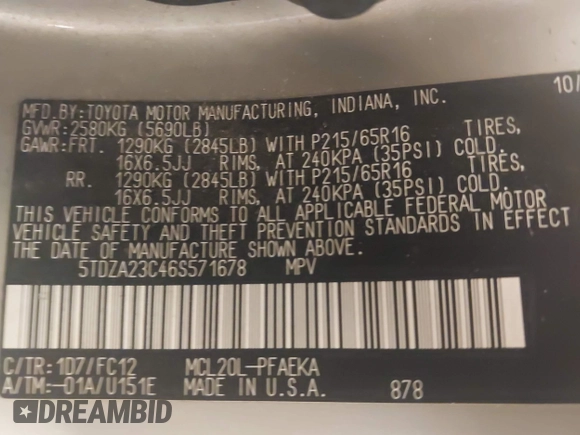 MFD.BY:TOYOTA MOTOR MANUFACTURING, INDIANA, INC. 10/
GVWR:2580KG (5690LB)
GAWR:FRT. 1290KG (2845LB) WITH P215/65R16 TIRES,
16X6.5JJ RIMS, AT 240KPA (35PSI) COLD.
RR. 1290KG (2845LB) WITH P215/65R16 TIRES,
16X6.5JJ RIMS, AT 240KPA (35PSI) COLD.
THIS VEHICLE CONFORMS TO ALL APPLICABLE FEDERAL MOTOR
VEHICLE SAFETY AND THEFT PREVENTION STANDARDS IN EFFECT
THE DATE OF MANUFACTURE SHOWN ABOVE.
5TDZA23C46S571678 MPV
C/TR:1D7/FC12 MCL20L-PFAEKA
A/TM:-01A/U151E MADE IN U.S.A. 878
DREAMBID